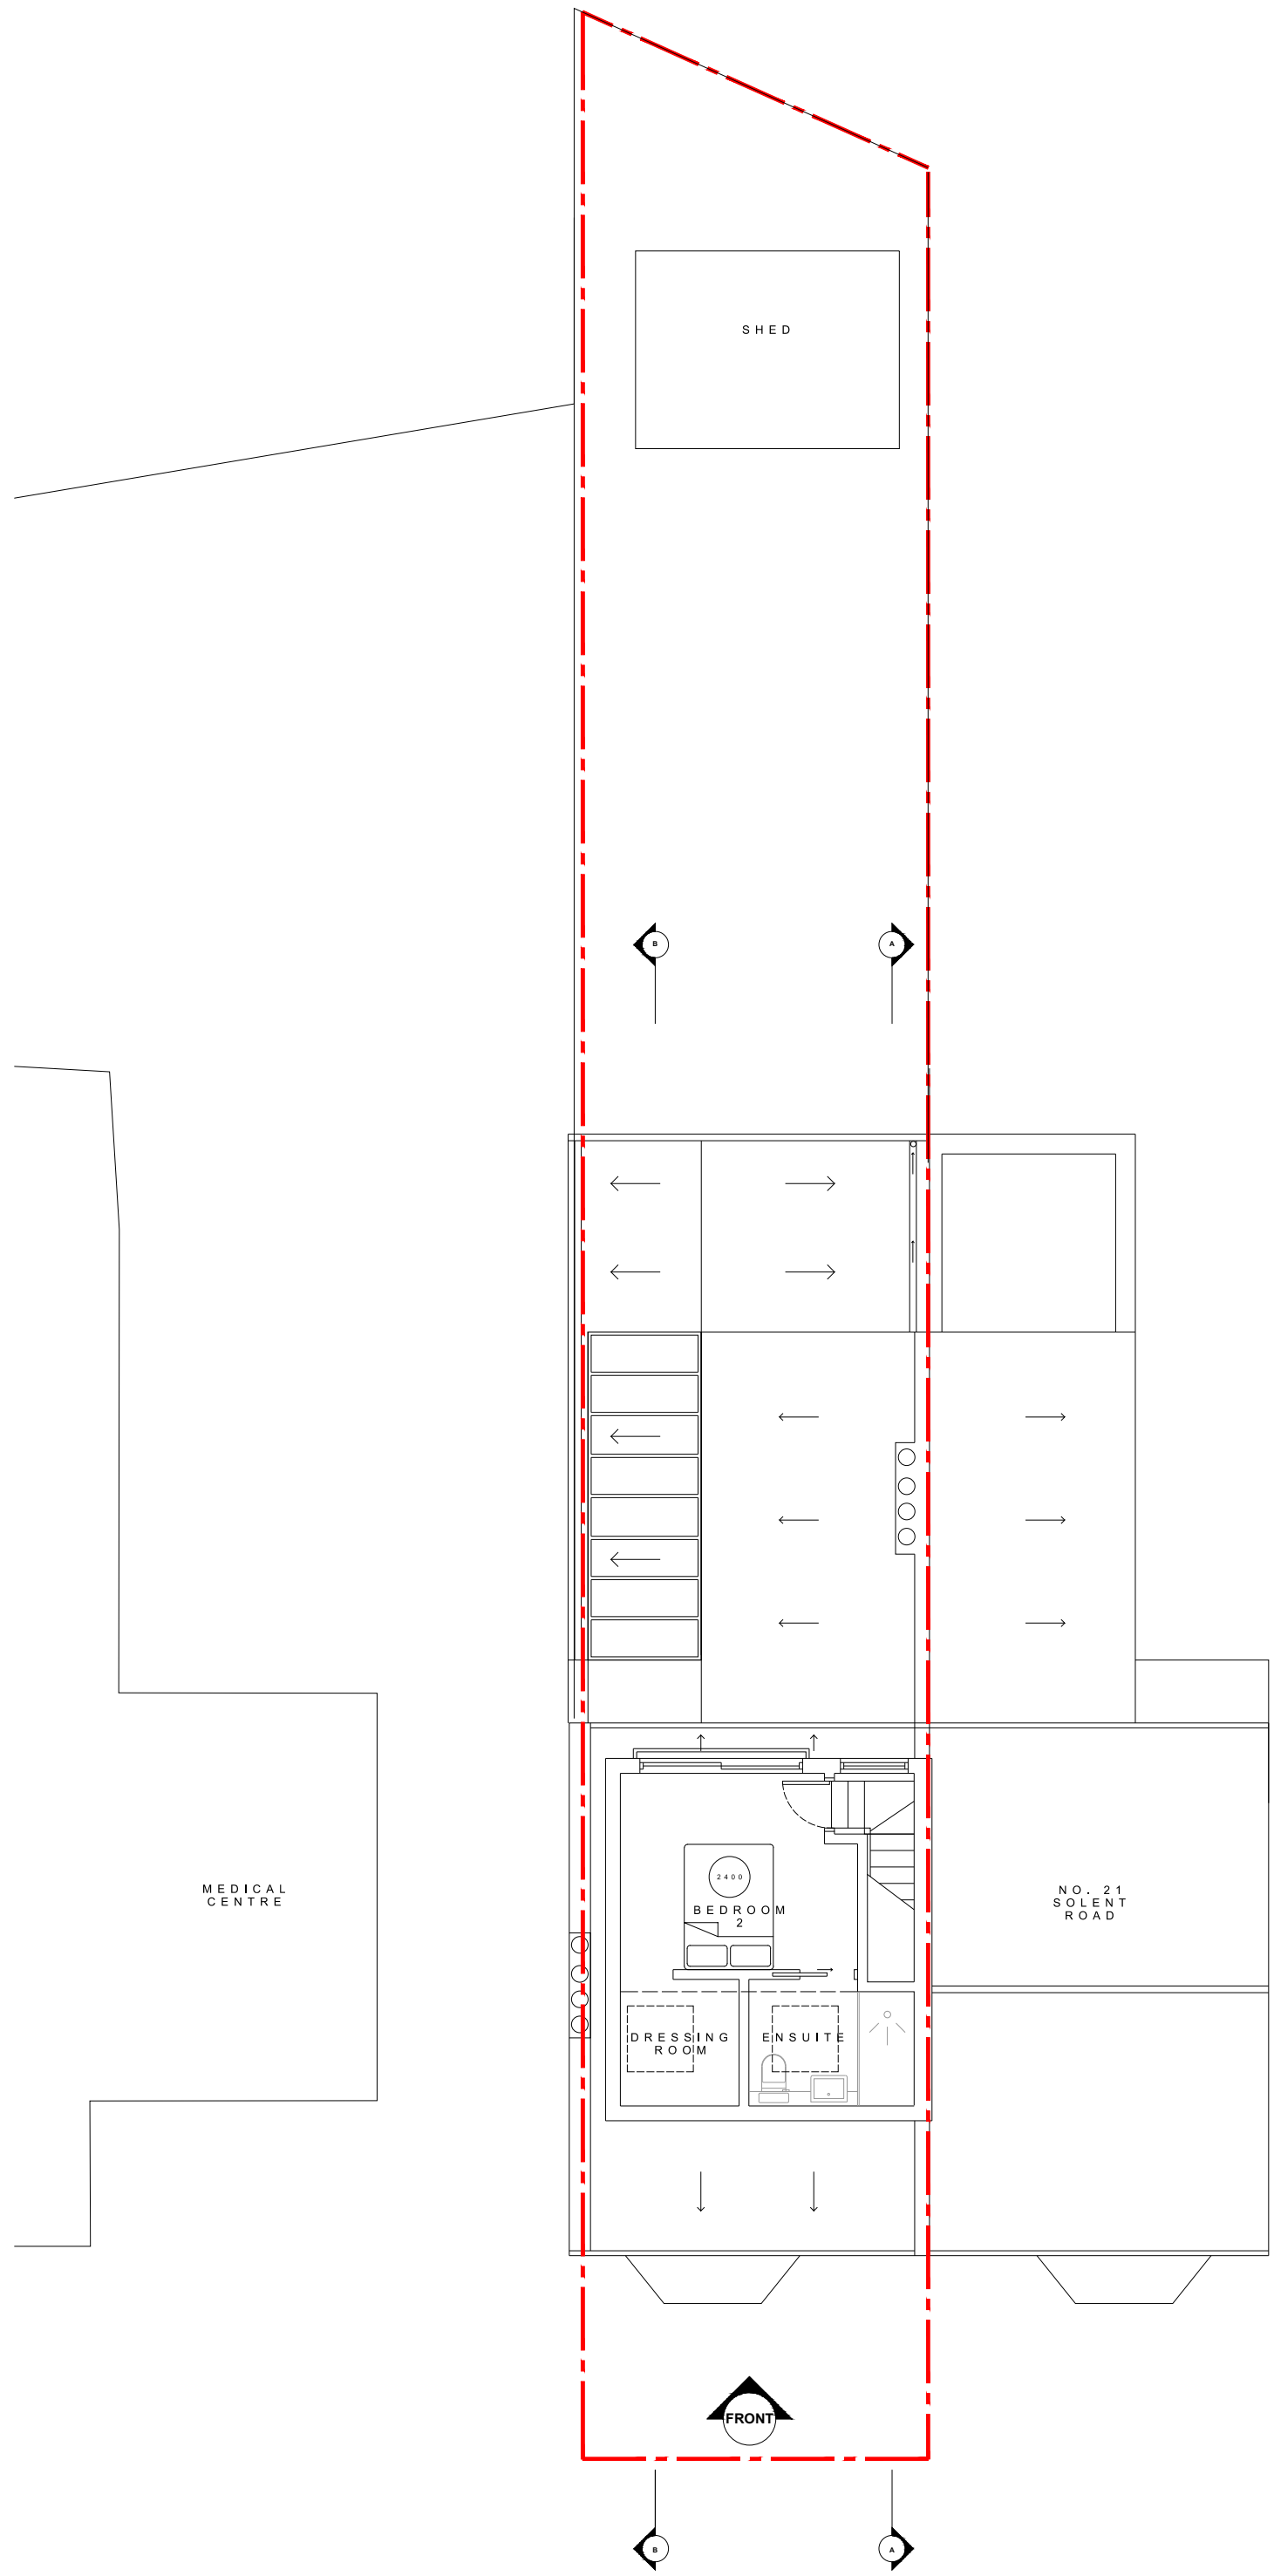 SHED
B
A
2400
BEDROOM
2
MEDICAL
CENTRE
NO. 21
SOLENT
ROAD
DRESSING
ROOM
ENSUITE
FRONT
B
A